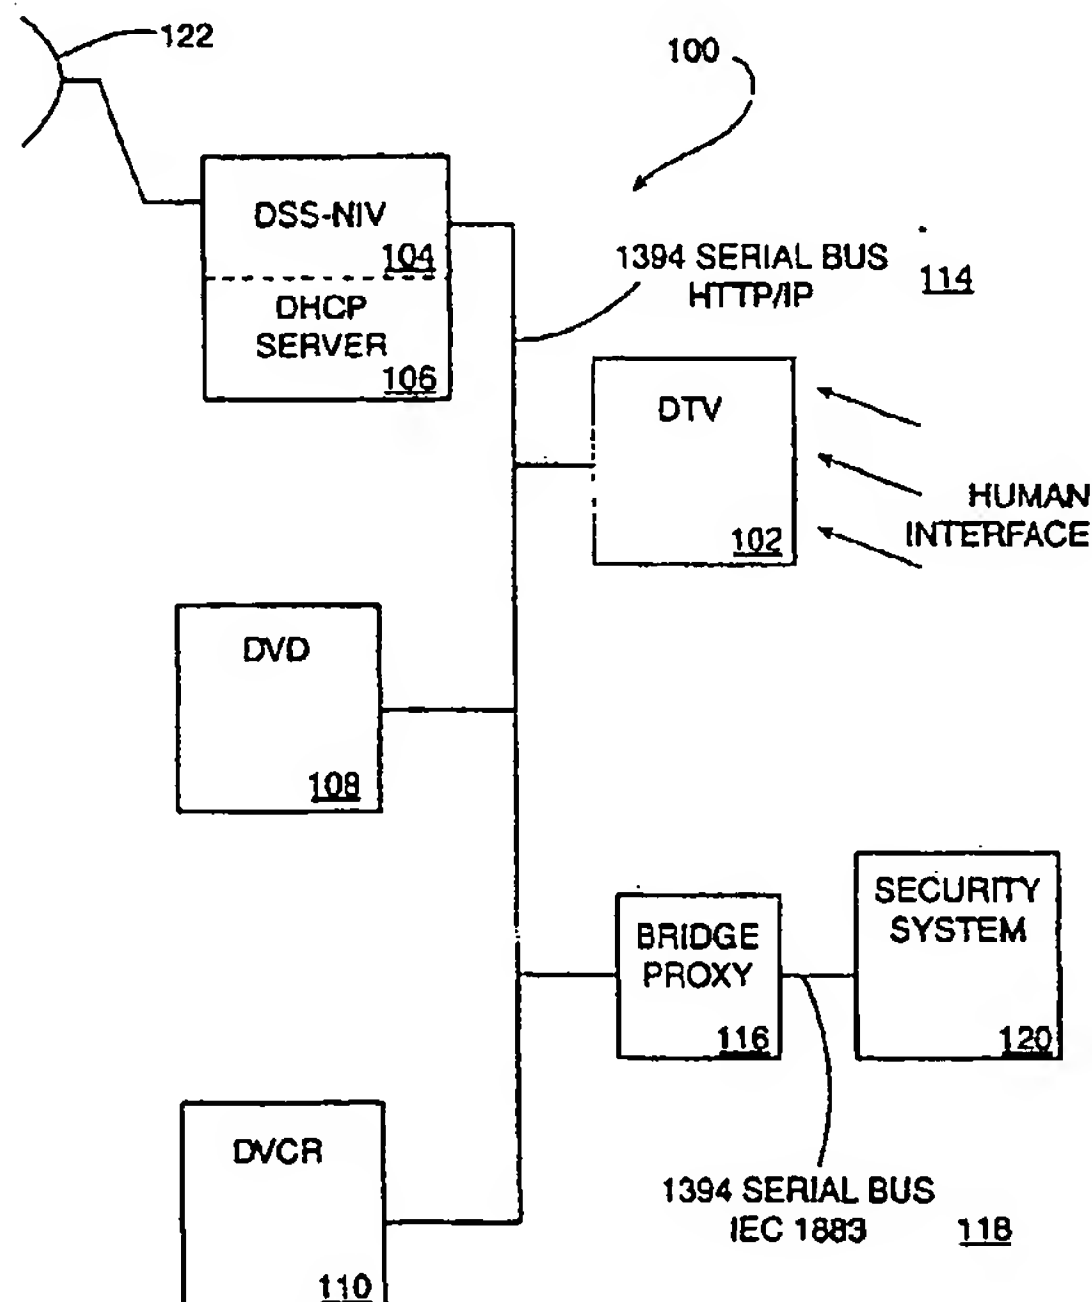 122
100
DSS-NIV
104
DHCP
SERVER
106
1394 SERIAL BUS
HTTP/IP
114
DTV
102
HUMAN
INTERFACE
DVD
108
BRIDGE
PROXY
116
SECURITY
SYSTEM
120
1394 SERIAL BUS
IEC 1883
118
DVCR
110